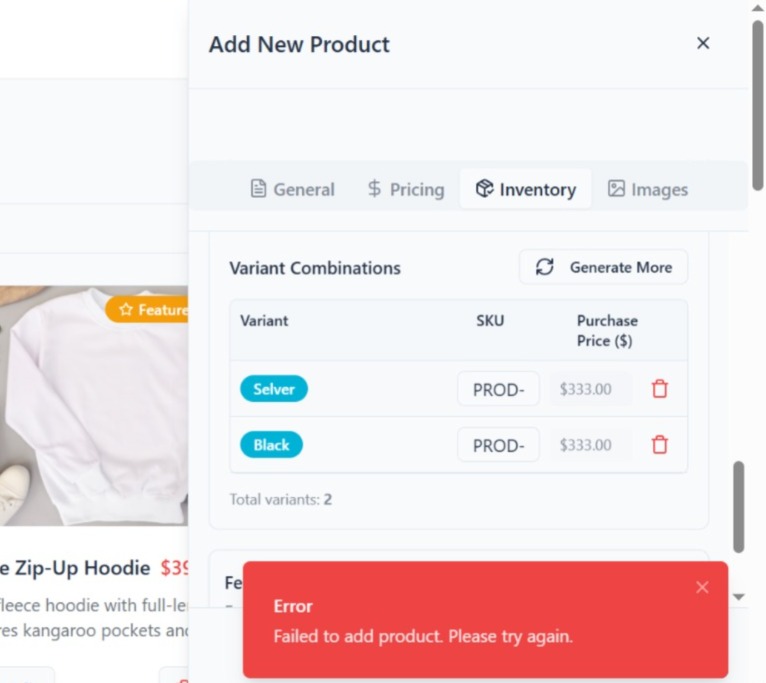 Add New Product
General
Pricing
Inventory
Images
Variant Combinations
Generate More
Variant
SKU
Purchase
Price ($)
Selver
PROD-
$333.00
Black
PROD-
$333.00
Total variants: 2
Feature
e Zip-Up Hoodie $39
fleece hoodie with full-le
res kangaroo pockets and
Fe
Error
Failed to add product. Please try again.